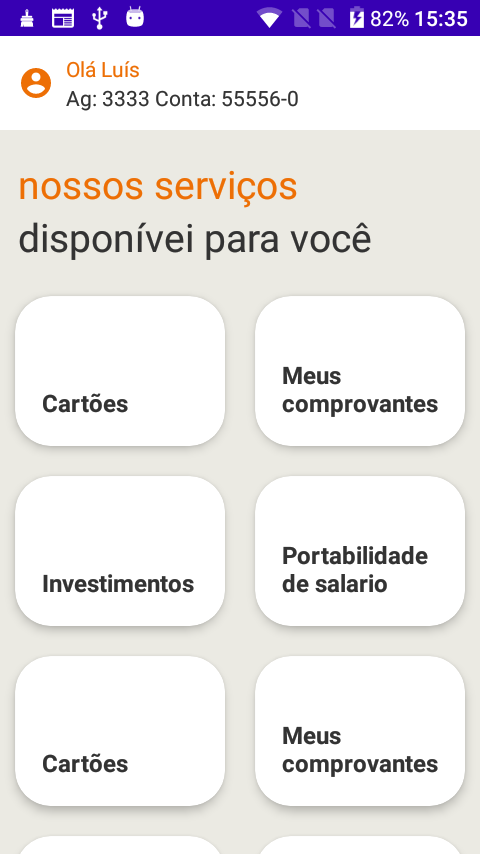 82% 15:35
Olá Luís
Ag: 3333 Conta: 55556-0
nossos serviços
disponívei para você
Cartões
Meus
comprovantes
Investimentos
Portabilidade
de salario
Cartões
Meus
comprovantes